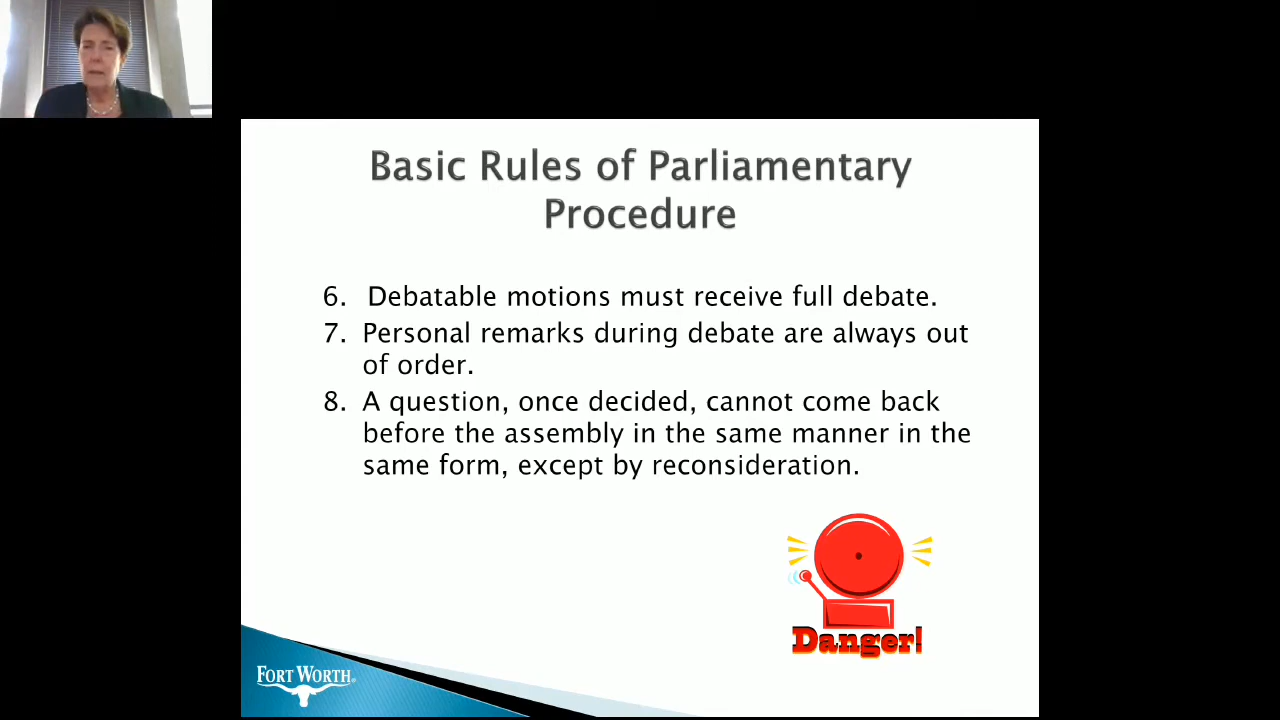 Basic Rules of Parliamentary
Procedure
6. Debatable motions must receive full debate.
7. Personal remarks during debate are always out
of order.
8. A question, once decided, cannot come back
before the assembly in the same manner in the
same form, except by reconsideration.
Danger!
FORT WORTH®